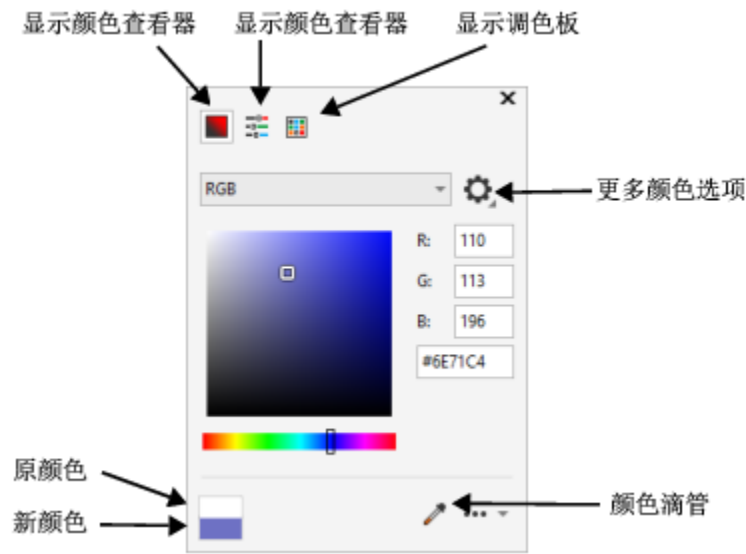 显示颜色查看器 显示颜色查看器 显示调色板
RGB
更多颜色选项
R: 110
G: 113
B: 196
#6E71C4
原颜色
新颜色
颜色滴管